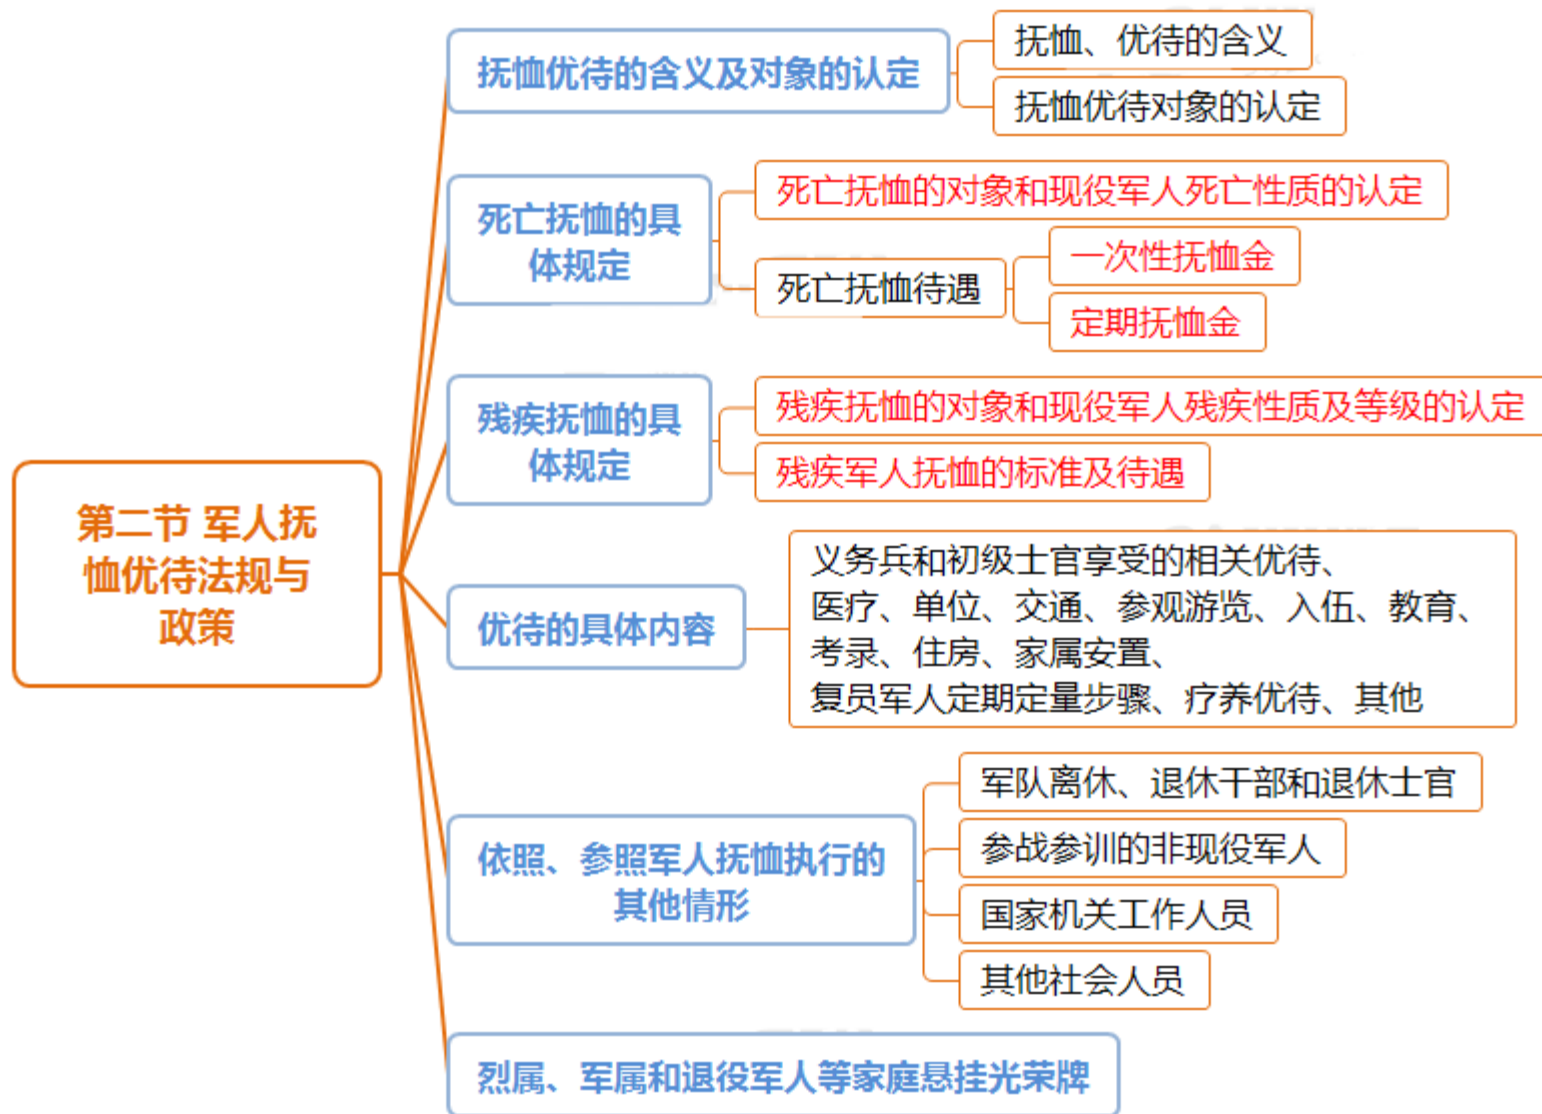 第二节 军人抚
恤优待法规与
政策
抚恤优待的含义及对象的认定
抚恤、优待的含义
抚恤优待对象的认定
死亡抚恤的具
体规定
死亡抚恤的对象和现役军人死亡性质的认定
死亡抚恤待遇
一次性抚恤金
定期抚恤金
残疾抚恤的具
体规定
残疾抚恤的对象和现役军人残疾性质及等级的认定
残疾军人抚恤的标准及待遇
优待的具体内容
义务兵和初级士官享受的相关优待、
医疗、单位、交通、参观游览、入伍、教育、
考录、住房、家属安置、
复员军人定期定量步骤、疗养优待、其他
依照、参照军人抚恤执行的
其他情形
军队离休、退休干部和退休士官
参战参训的非现役军人
国家机关工作人员
其他社会人员
烈属、军属和退役军人等家庭悬挂光荣牌